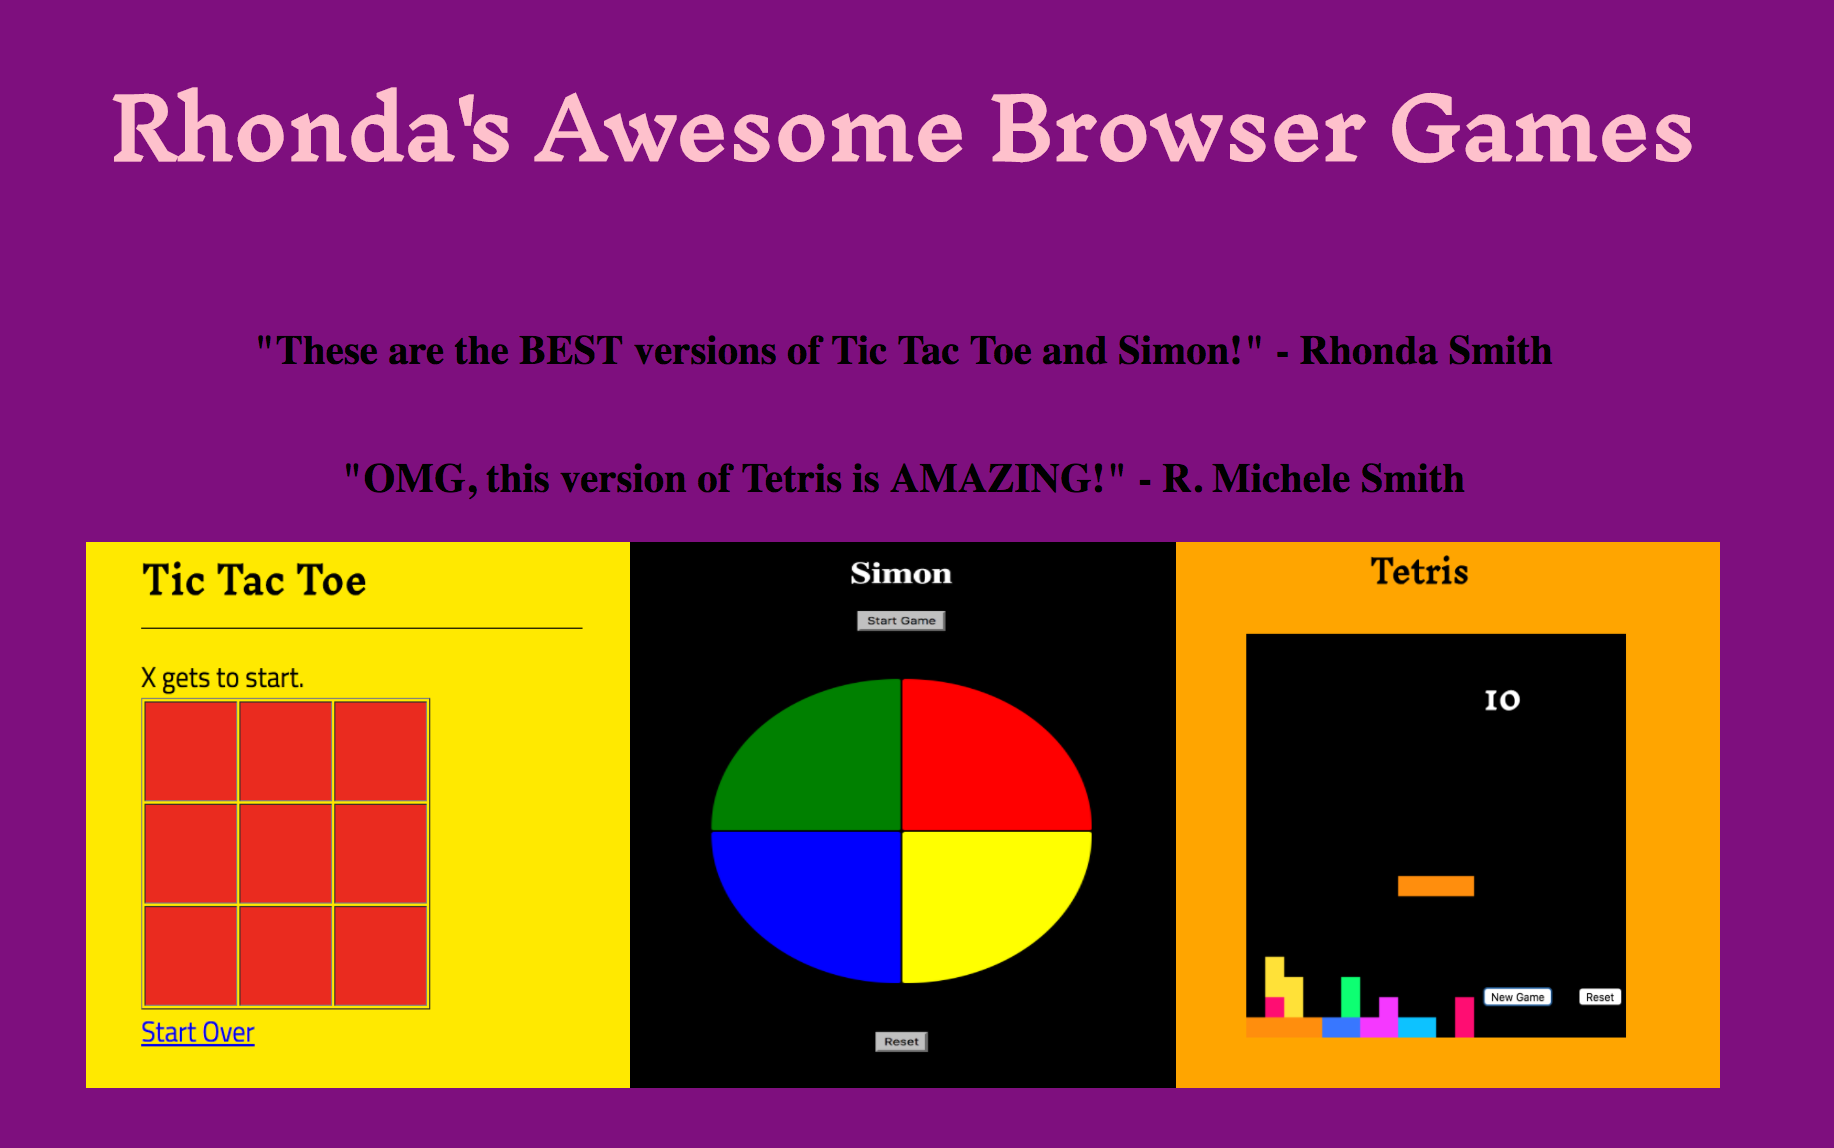 Rhonda's Awesome Browser Games
"These are the BEST versions of Tic Tac Toe and Simon!" - Rhonda Smith
"OMG, this version of Tetris is AMAZING!" - R. Michele Smith
Tic Tac Toe
X gets to start.
Start Over
Simon
Start Game
Reset
Tetris
10
New Game
Reset